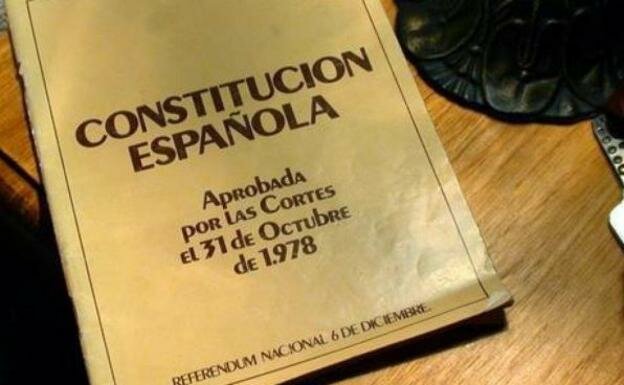 CONSTITUCION
ESPAÑOLA
APROBADA
POR LAS CORTES
EL 31 de OCTUBRE
de 1.978
REFERENDUM NACIONAL 6 DE DICIEMBRE.